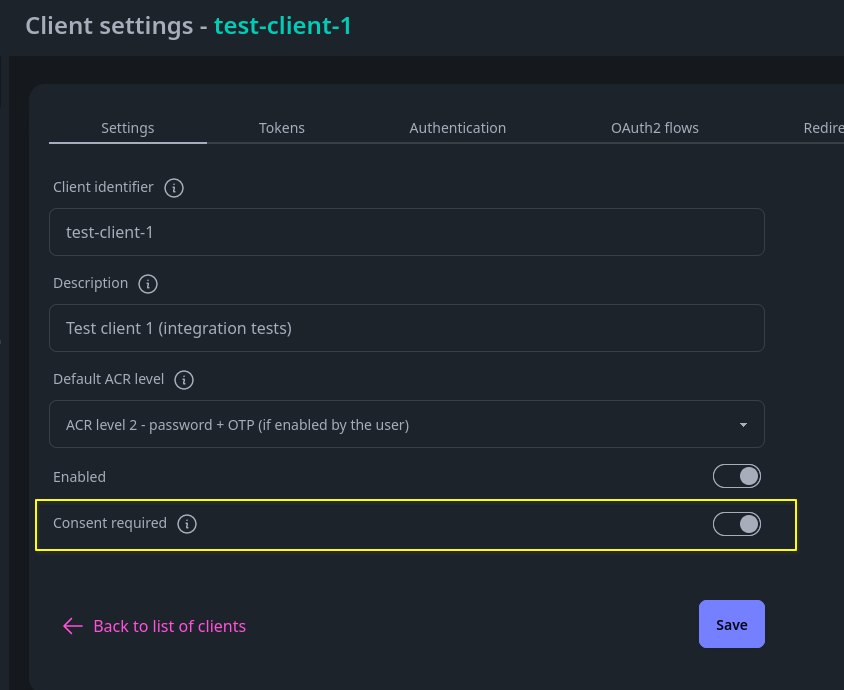 Client settings - test-client-1
Settings Tokens Authentication OAuth2 flows
Client identifier
test-client-1
Description
Test client 1 (integration tests)
Default ACR level
ACR level 2 - password + OTP (if enabled by the user)
Enabled
Consent required
Back to list of clients
Save